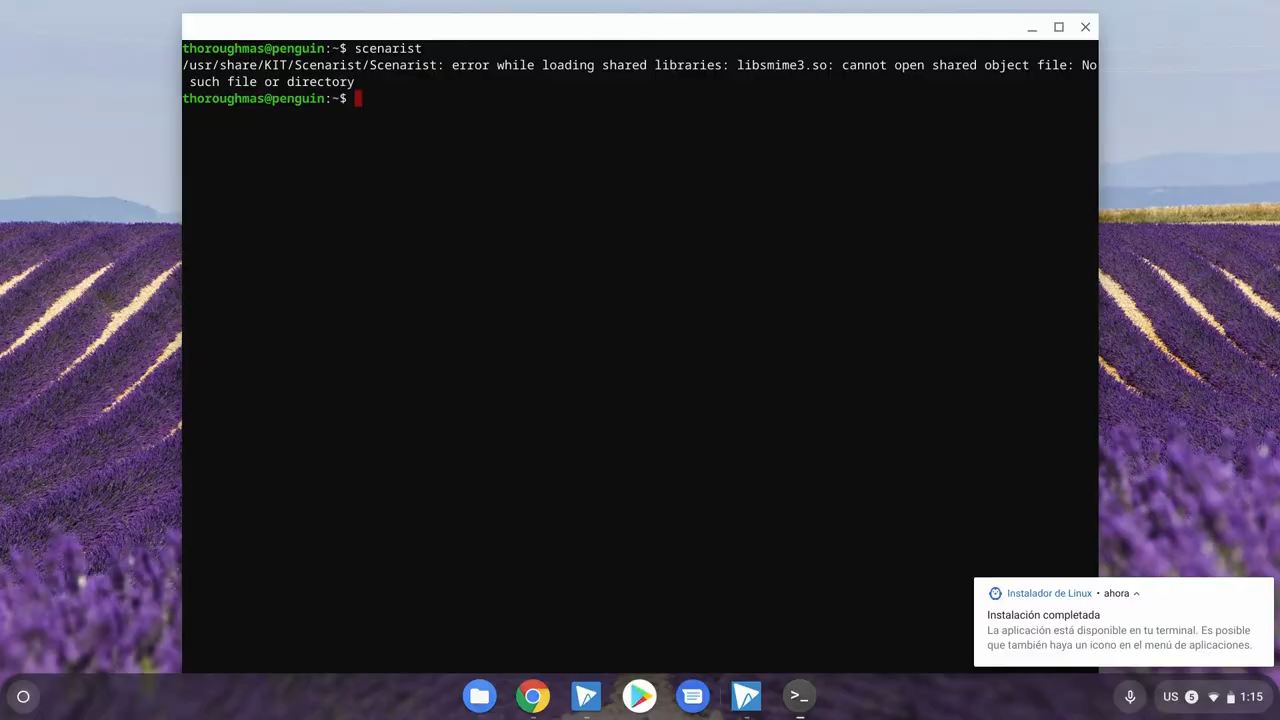 thoroughmas@penguin:~$ scenarist
/usr/share/KIT/Scenarist/Scenarist: error while loading shared libraries: libsmime3.so: cannot open shared object file: No
such file or directory
thoroughmas@penguin:~$
Instalador de Linux • ahora
Instalación completada
La aplicación está disponible en tu terminal. Es posible
que también haya un icono en el menú de aplicaciones.
>_
US 5 1:15